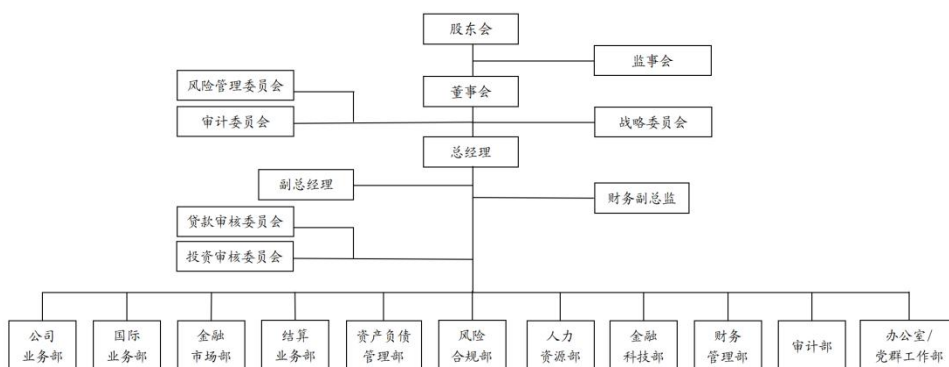 股东会
监事会
风险管理委员会
董事会
审计委员会
战略委员会
总经理
副总经理
财务副总监
贷款审核委员会
投资审核委员会
公司
业务部
国际
业务部
金融
市场部
结算
业务部
资产负债
管理部
风险
合规部
人力
资源部
金融
科技部
财务
管理部
审计部
办公室/
党群工作部